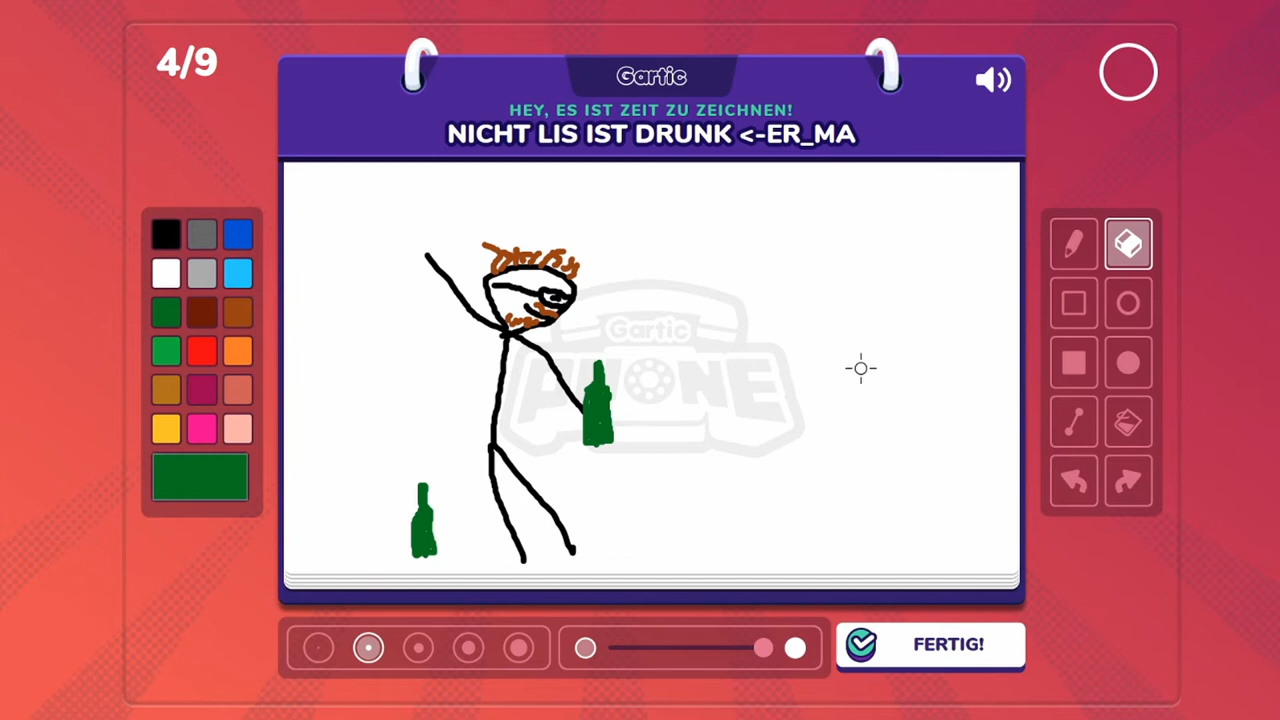 4/9
Gartic
HEY, ES IST ZEIT ZU ZEICHNEN!
NICHT LIS IST DRUNK <-ER_MA
Gartic
PHONE
FERTIG!